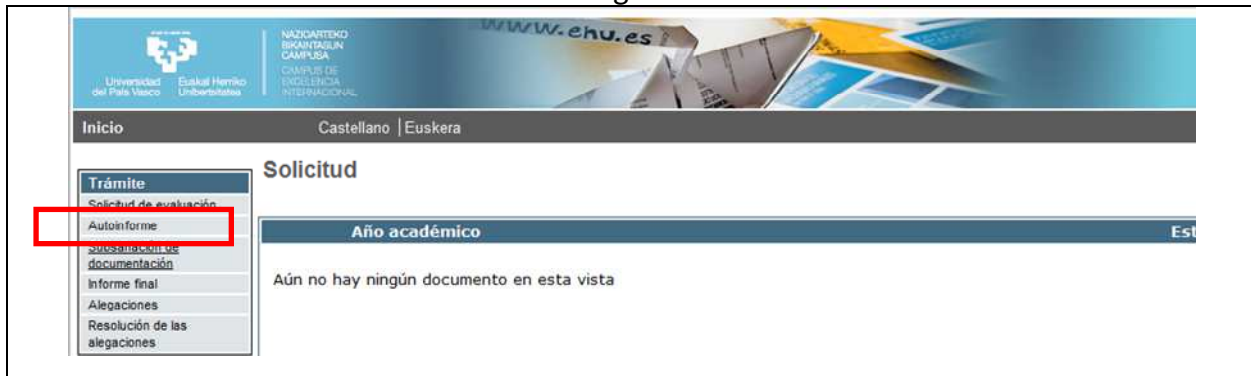 www.ehu.es
NAZIOARTEKO
BIKAINTASUN
CAMPUSA
CAMPUS DE
EXCELENCIA
INTERNACIONAL
Universidad Euskal Herriko
del País Vasco Unibertsitatea
Inicio Castellano | Euskera
Solicitud
Trámite
Solicitud de evaluación
Autoinforme
Subsanación de
documentación
Informe final
Alegaciones
Resolución de las
alegaciones
Año académico Est
Aún no hay ningún documento en esta vista